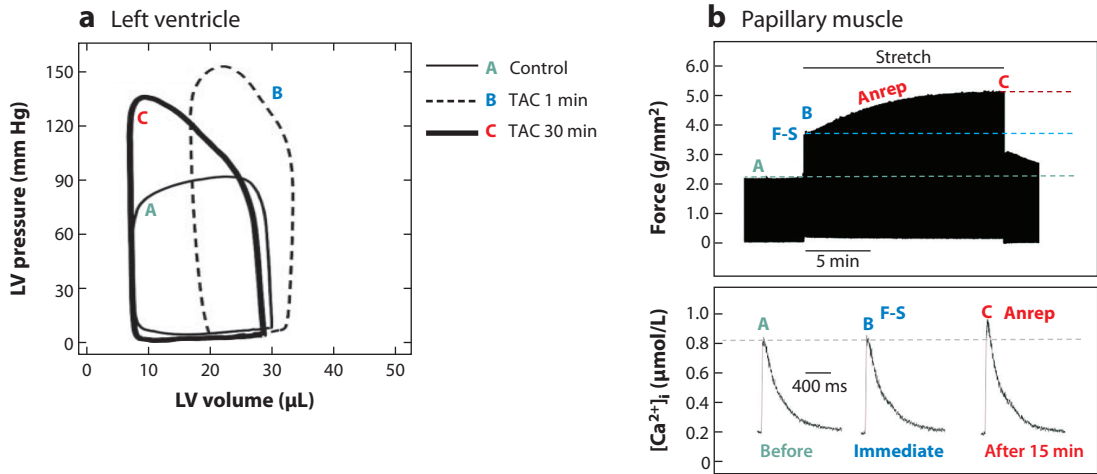 a Left ventricle
LV pressure (mm Hg)
150
120
90
60
30
0
A
B
C
0 10 20 30 40 50
LV volume (µL)
A Control
B TAC 1 min
C TAC 30 min
b Papillary muscle
Force (g/mm²)
6.0
5.0
4.0
3.0
2.0
1.0
0
Stretch
A
B
F-S
Anrep
C
5 min
[Ca²⁺]ᵢ (µmol/L)
1.0
0.8
0.6
0.4
0.2
F-S
A B C Anrep
400 ms
Before Immediate After 15 min